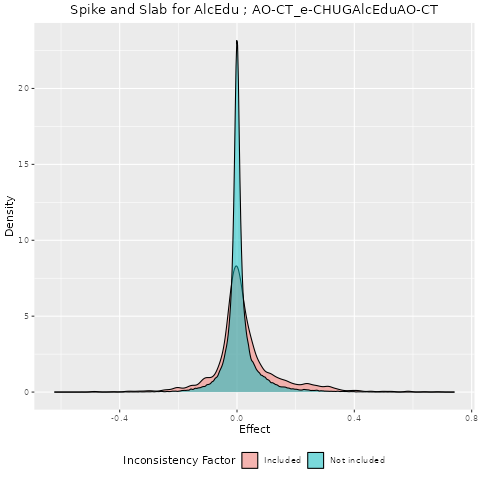 Spike and Slab for AlcEdu ; AO-CT_e-CHUGAlcEduAO-CT
Density
20
15
10
5
0
-0.4
0.0
0.4
0.8
Effect
Inconsistency Factor
Included
Not included